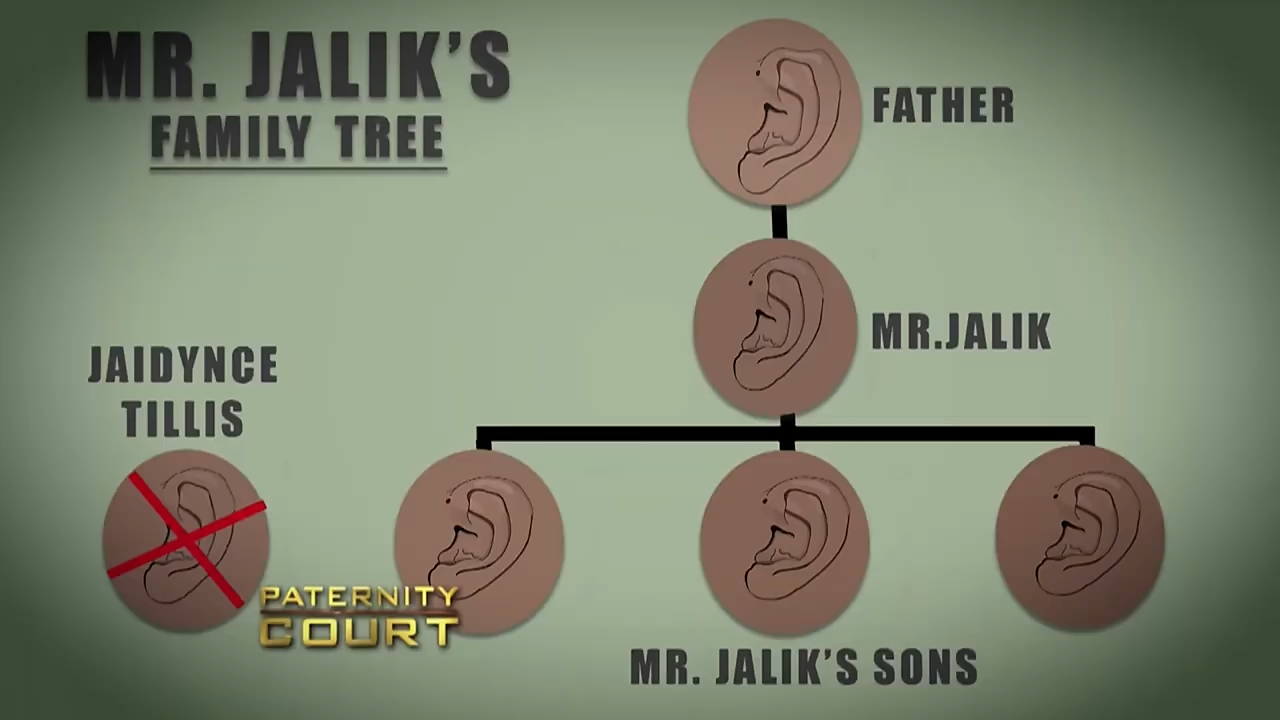 MR. JALIK'S
FAMILY TREE
FATHER
MR.JALIK
JAIDYNCE
TILLIS
PATERNITY
COURT
MR. JALIK'S SONS